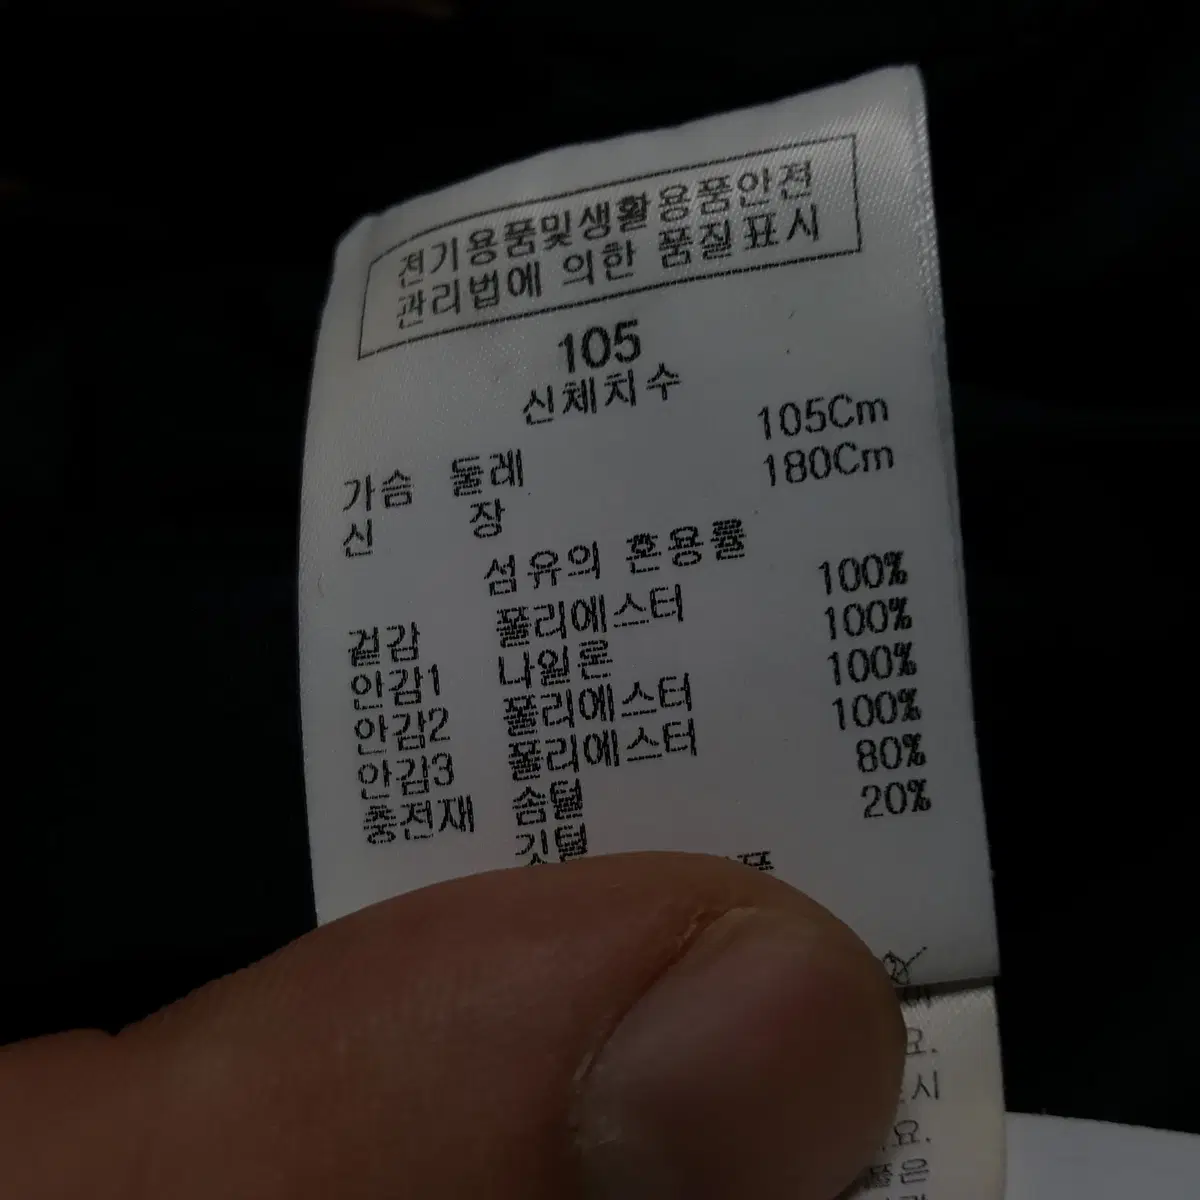 전기용품및생활용품안전
관리법에 의한 품질표시
105
신체치수
가슴 둘레 105Cm
신 장 180Cm
섬유의 혼용률
겉감 폴리에스터 100%
안감1 나일론 100%
안감2 폴리에스터 100%
안감3 폴리에스터 100%
충전재 솜털 80%
깃털 20%
요.
시
요.